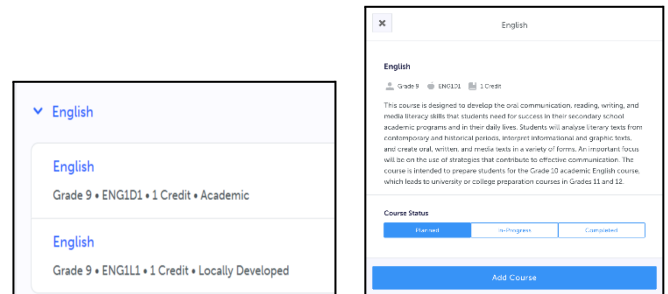 English
English
Grade 9 • ENG1D1 • 1 Credit • Academic
English
Grade 9 • ENG1L1 • 1 Credit • Locally Developed
English
English
Grade 9 ENG1D1 1 Credit
This course is designed to develop the oral communication, reading, writing, and
media literacy skills that students need for success in their secondary school
academic programs and in their daily lives. Students will analyse literary texts from
contemporary and historical periods, interpret informational and graphic texts,
and create oral, written, and media texts in a variety of forms. An important focus
will be on the use of strategies that contribute to effective communication. The
course is intended to prepare students for the Grade 10 academic English course,
which leads to university or college preparation courses in Grades 11 and 12.
Course Status
Planned In-Progress Completed
Add Course